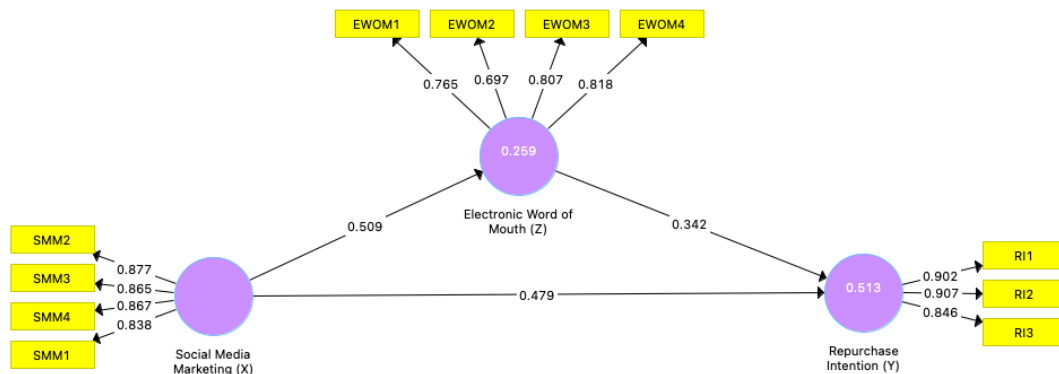 EWOM1 EWOM2 EWOM3 EWOM4
0.765 0.697 0.807 0.818
0.259
Electronic Word of
Mouth (Z)
0.509
0.342
SMM2
SMM3
SMM4
SMM1
0.877
0.865
0.867
0.838
Social Media
Marketing (X)
0.479
0.513
Repurchase
Intention (Y)
0.902
0.907
0.846
RI1
RI2
RI3